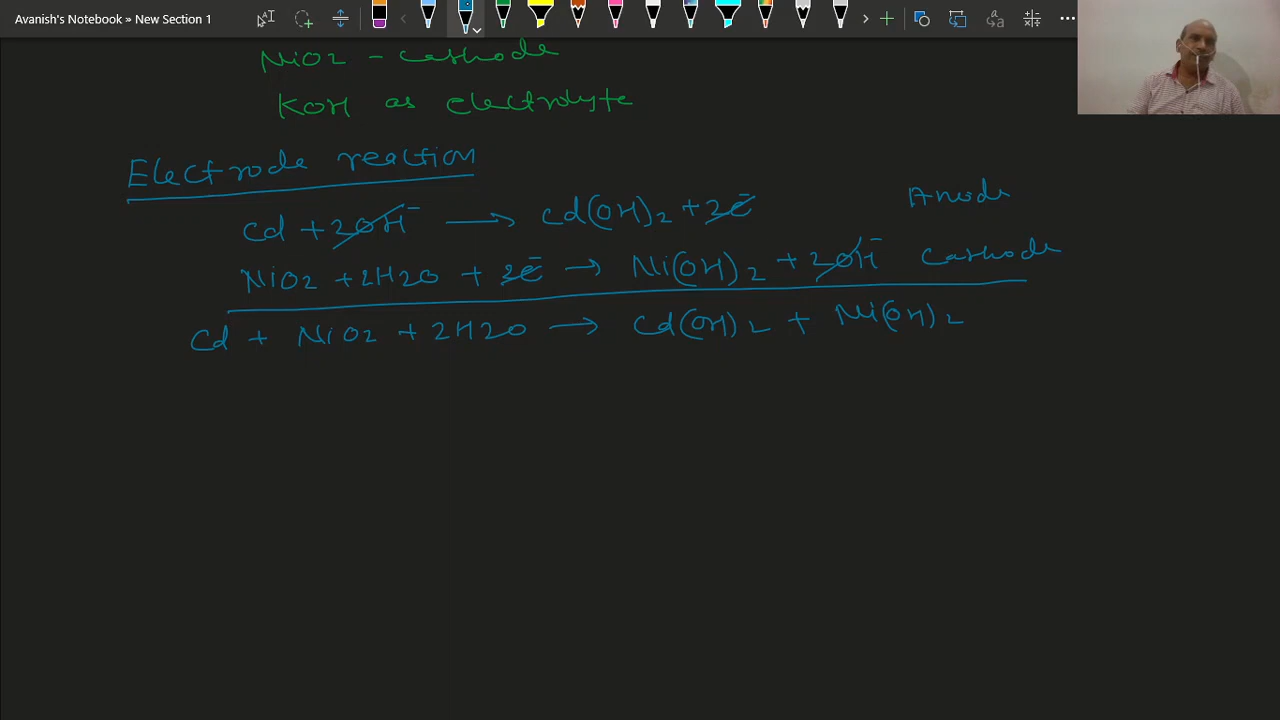 Avanish's Notebook » New Section 1
NiO2 - cathode
KOH as electrolyte
Electrode reaction
Cd + 2OH⁻ → Cd(OH)2 + 2e⁻ Anode
NiO2 + 2H2O + 2e⁻ → Ni(OH)2 + 2OH⁻ cathode
Cd + NiO2 + 2H2O → Cd(OH)2 + Ni(OH)2